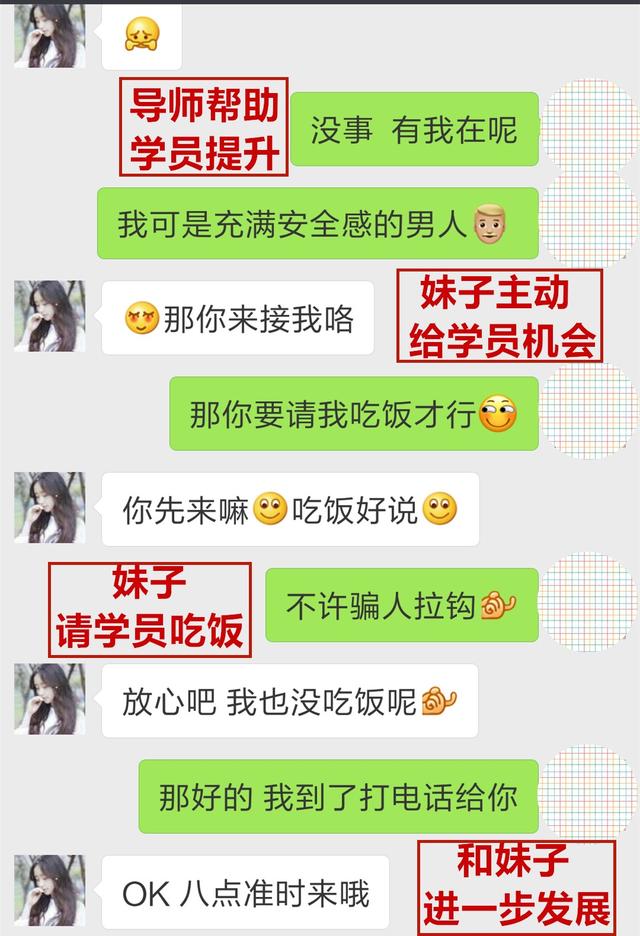 导师帮助
学员提升
没事 有我在呢
我可是充满安全感的男人
那你来接我咯
妹子主动
给学员机会
那你要请我吃饭才行
你先来嘛吃饭好说
妹子
请学员吃饭
不许骗人拉钩
放心吧 我也没吃饭呢
那好的 我到了打电话给你
OK 八点准时来哦
和妹子
进一步发展